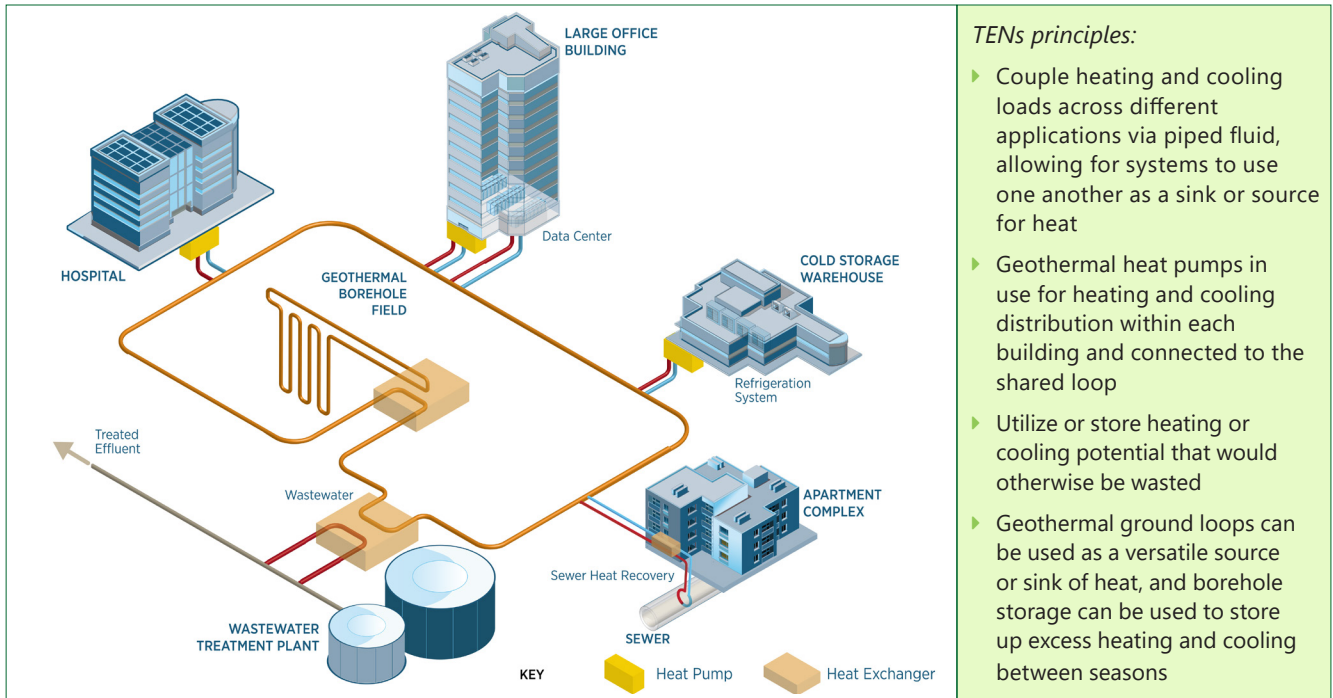 LARGE OFFICE
BUILDING
Data Center
HOSPITAL
GEOTHERMAL
BOREHOLE
FIELD
COLD STORAGE
WAREHOUSE
Refrigeration
System
Treated
Effluent
Wastewater
APARTMENT
COMPLEX
Sewer Heat Recovery
SEWER
WASTEWATER
TREATMENT PLANT
KEY
Heat Pump
Heat Exchanger
TENs principles:
Couple heating and cooling
loads across different
applications via piped fluid,
allowing for systems to use
one another as a sink or source
for heat
Geothermal heat pumps in
use for heating and cooling
distribution within each
building and connected to the
shared loop
Utilize or store heating or
cooling potential that would
otherwise be wasted
Geothermal ground loops can
be used as a versatile source
or sink of heat, and borehole
storage can be used to store
up excess heating and cooling
between seasons